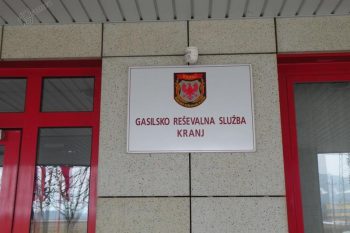 GASILSKO REŠEVALNA SLUŽBA
KRANJ